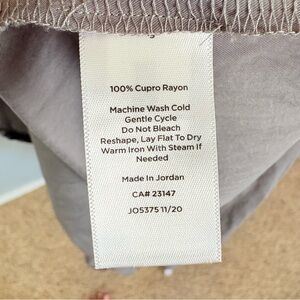 100% Cupro Rayon
Machine Wash Cold
Gentle Cycle
Do Not Bleach
Reshape, Lay Flat To Dry
Warm Iron With Steam If
Needed
Made In Jordan
CA# 23147
JO5375 11/20